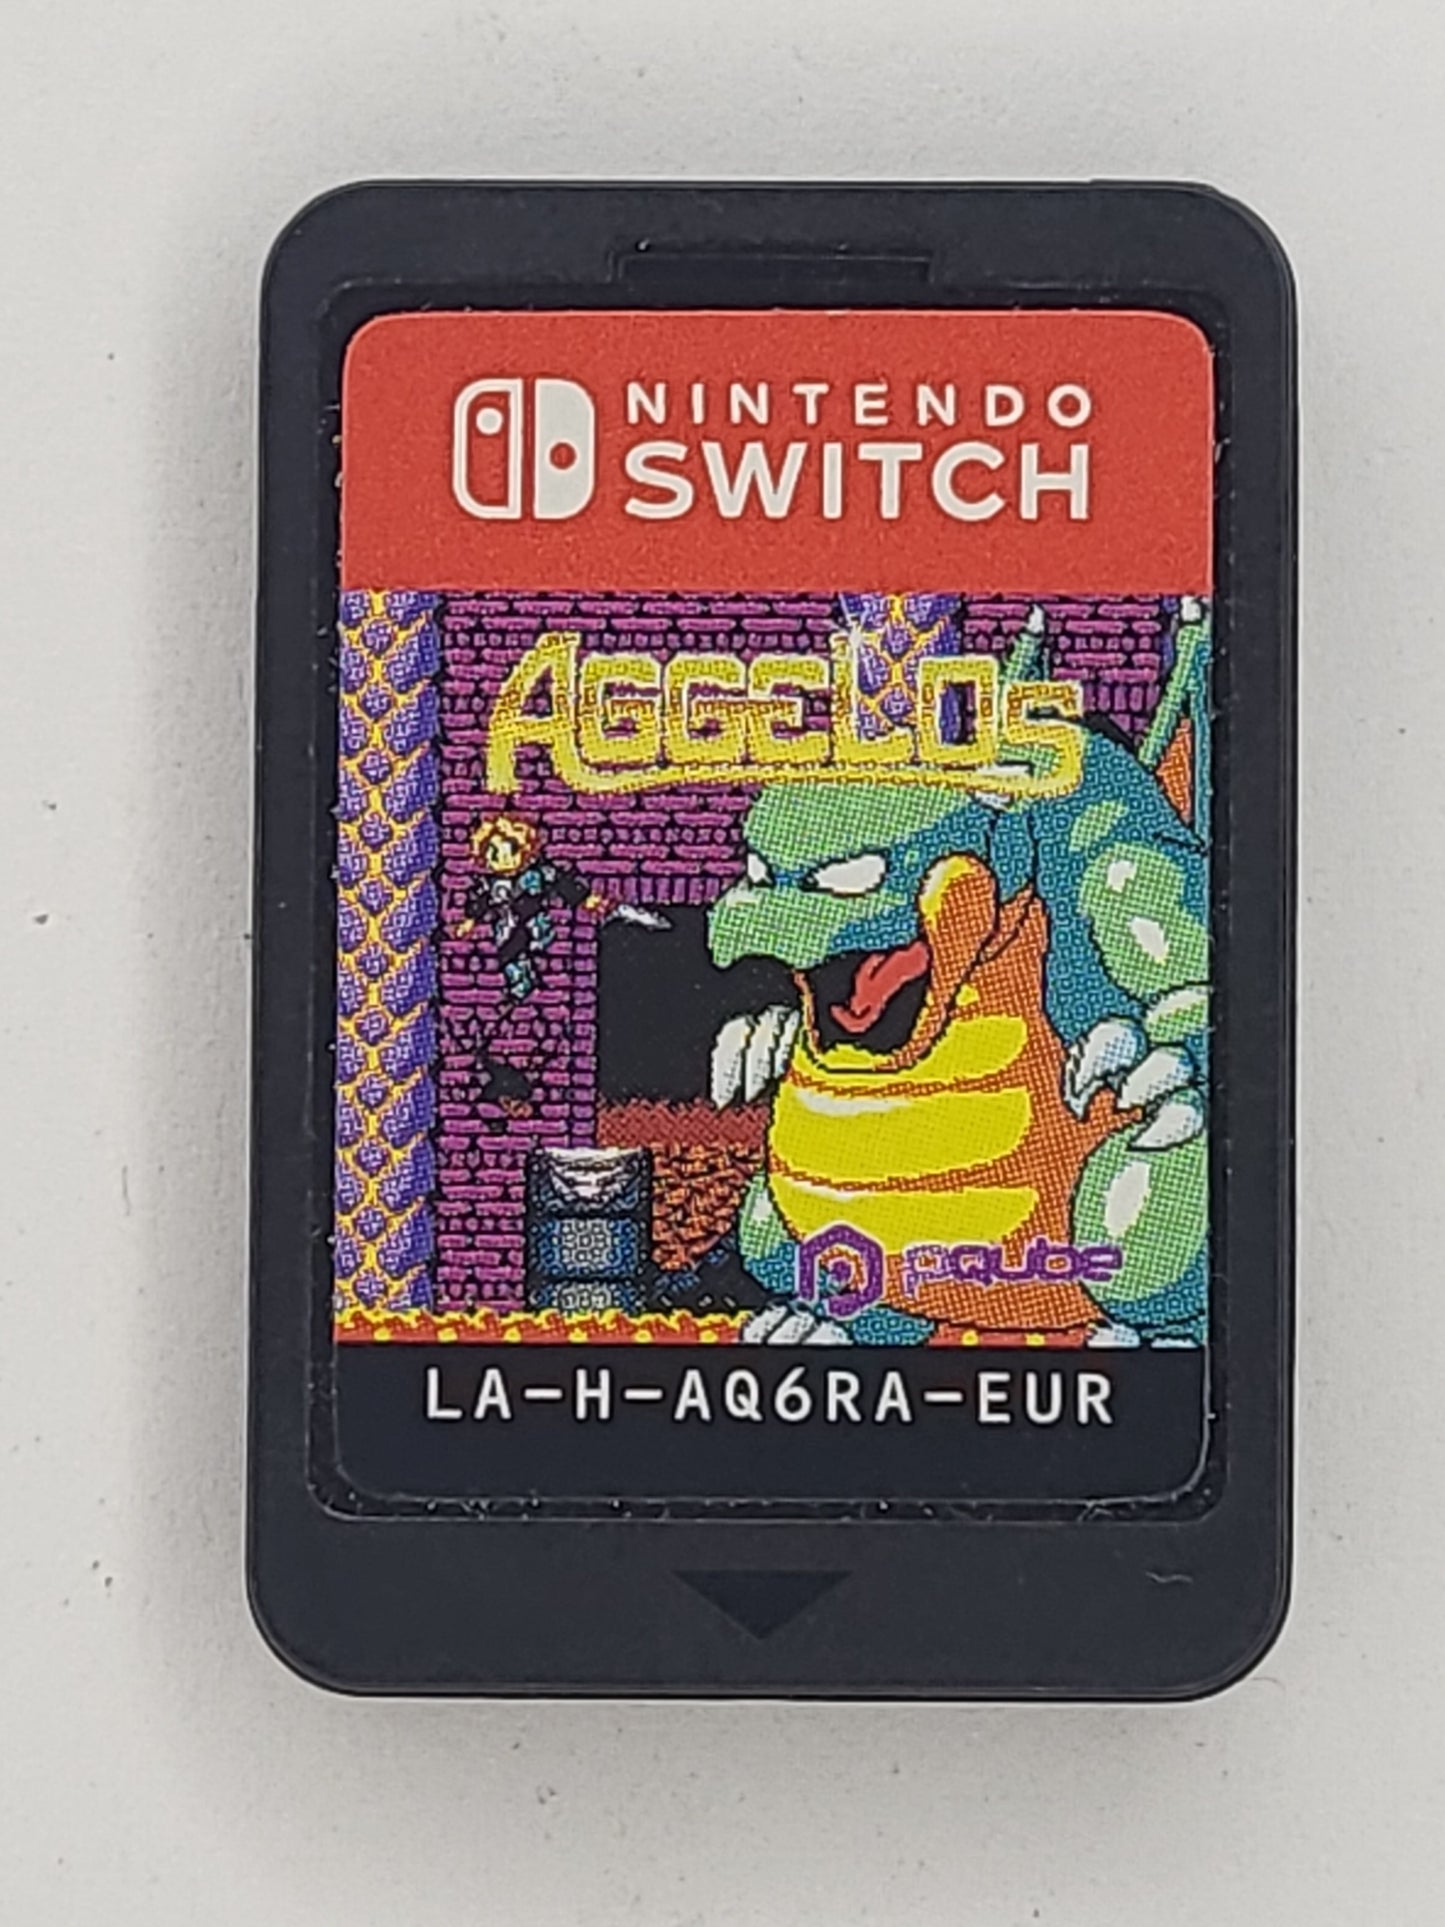 NINTENDO
SWITCH
AGGELOS
PQube
LA-H-AQ6RA-EUR